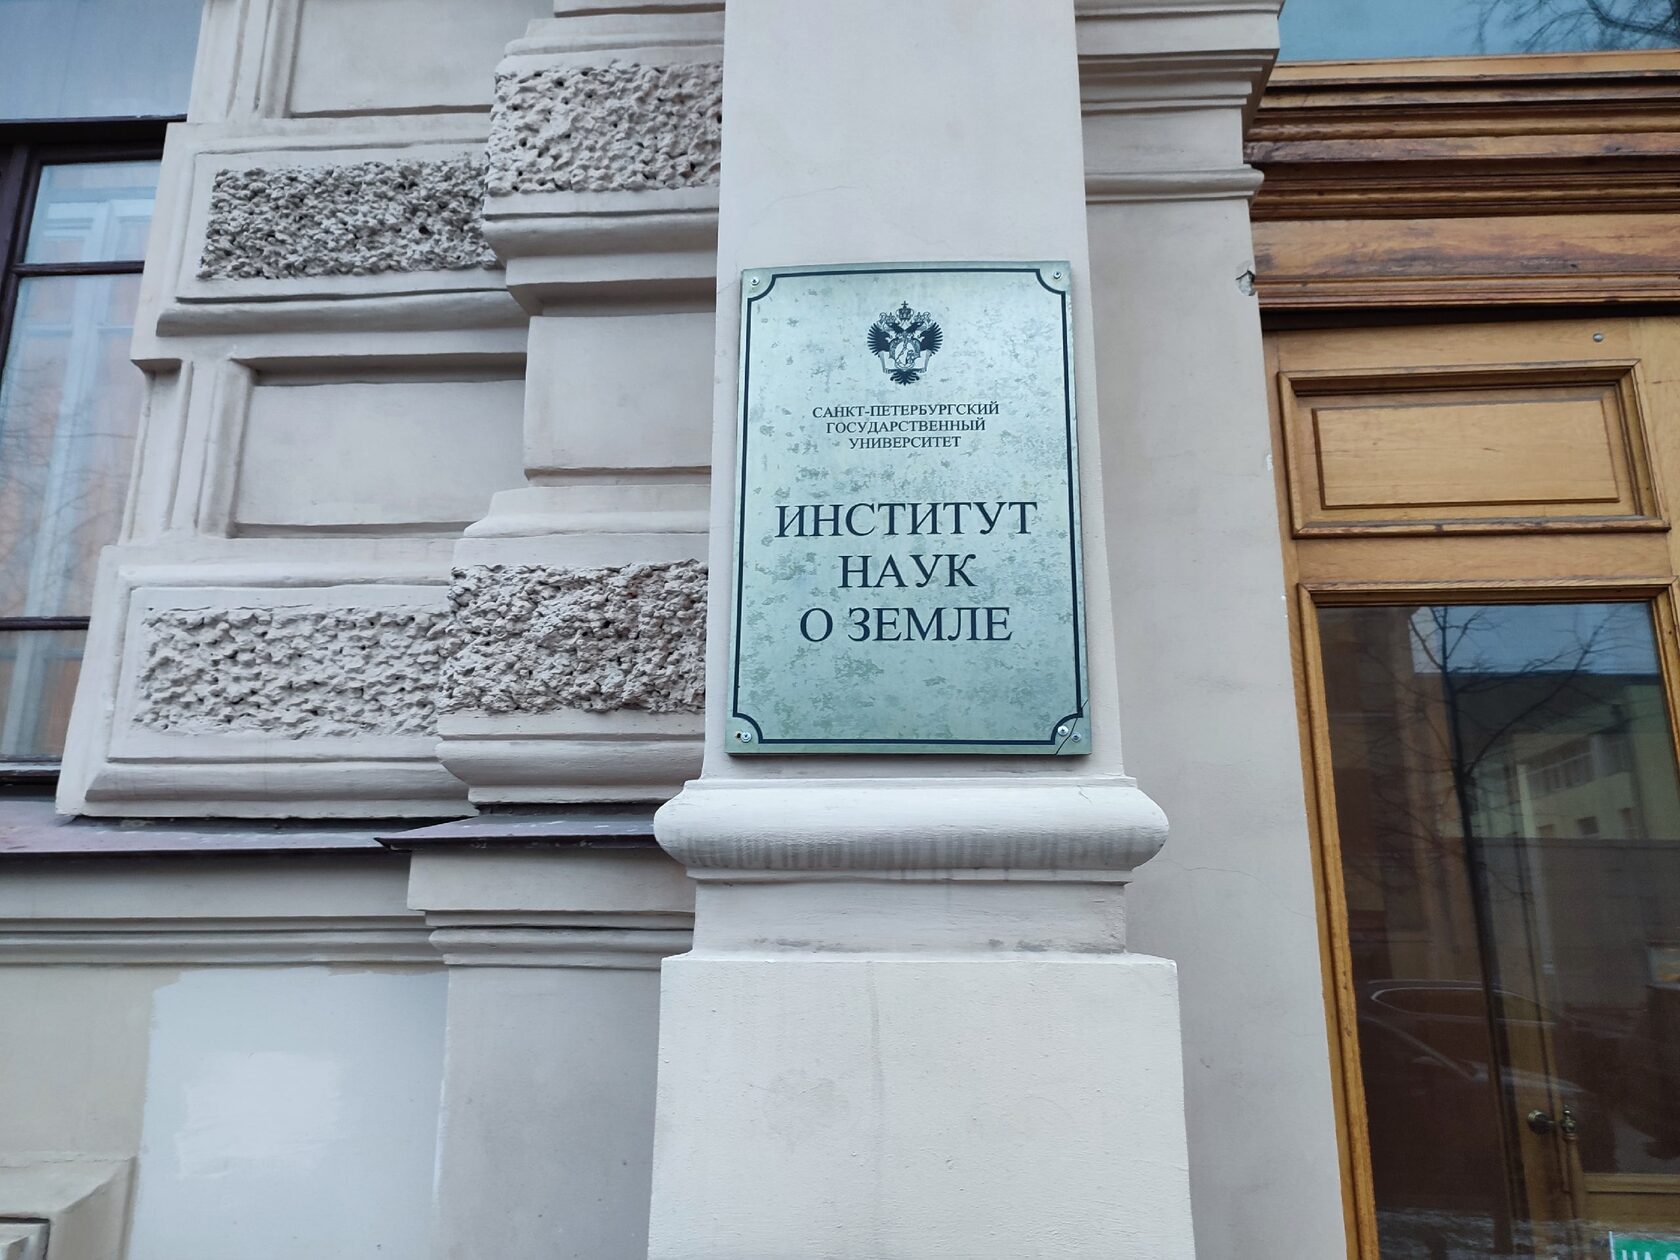 САНКТ-ПЕТЕРБУРГСКИЙ
ГОСУДАРСТВЕННЫЙ
УНИВЕРСИТЕТ
ИНСТИТУТ
НАУК
О ЗЕМЛЕ